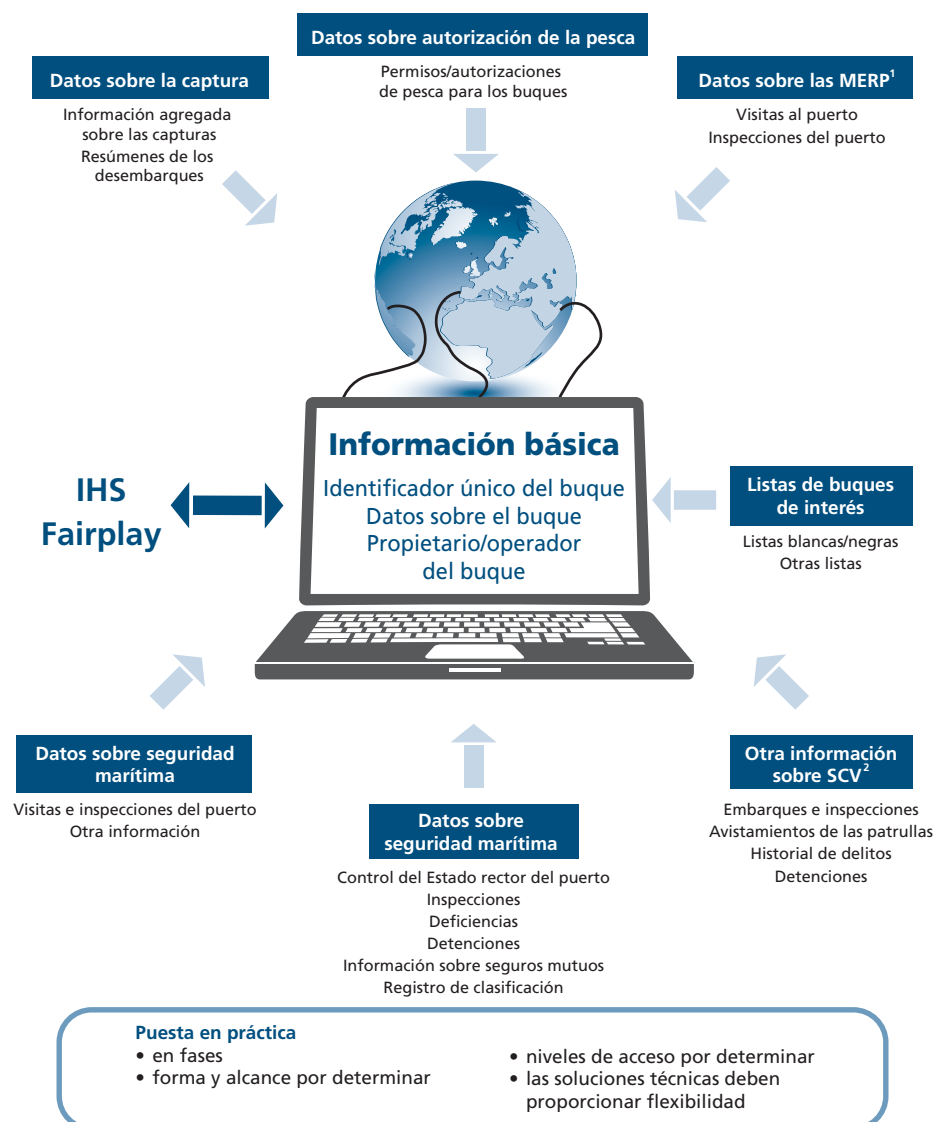 Datos sobre autorización de la pesca
Permisos/autorizaciones
de pesca para los buques
Datos sobre la captura
Información agregada
sobre las capturas
Resúmenes de los
desembarques
Datos sobre las MERP¹
Visitas al puerto
Inspecciones del puerto
Información básica
Identificador único del buque
Datos sobre el buque
Propietario/operador
del buque
IHS
Fairplay
Listas de buques
de interés
Listas blancas/negras
Otras listas
Datos sobre seguridad
marítima
Visitas e inspecciones del puerto
Otra información
Datos sobre
seguridad marítima
Control del Estado rector del puerto
Inspecciones
Deficiencias
Detenciones
Información sobre seguros mutuos
Registro de clasificación
Otra información
sobre SCV²
Embarques e inspecciones
Avistamientos de las patrullas
Historial de delitos
Detenciones
Puesta en práctica
• en fases
• forma y alcance por determinar
• niveles de acceso por determinar
• las soluciones técnicas deben
proporcionar flexibilidad